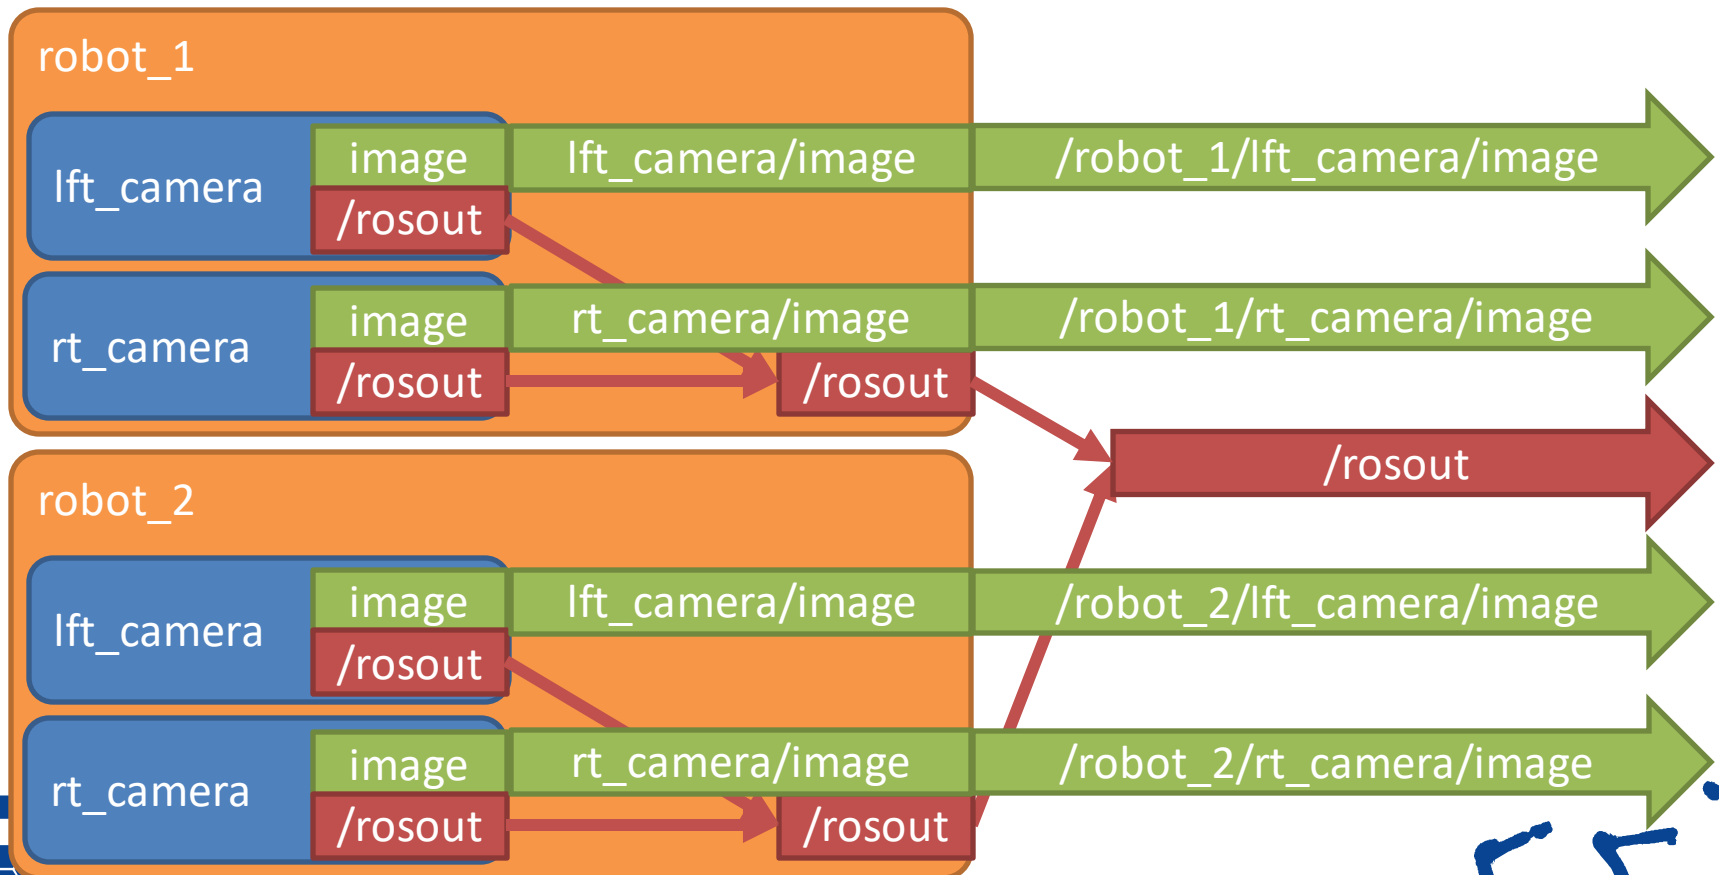 robot_1
lft_camera
image
lft_camera/image
/robot_1/lft_camera/image
/rosout
rt_camera
image
rt_camera/image
/robot_1/rt_camera/image
/rosout
/rosout
/rosout
robot_2
lft_camera
image
lft_camera/image
/robot_2/lft_camera/image
/rosout
rt_camera
image
rt_camera/image
/robot_2/rt_camera/image
/rosout
/rosout